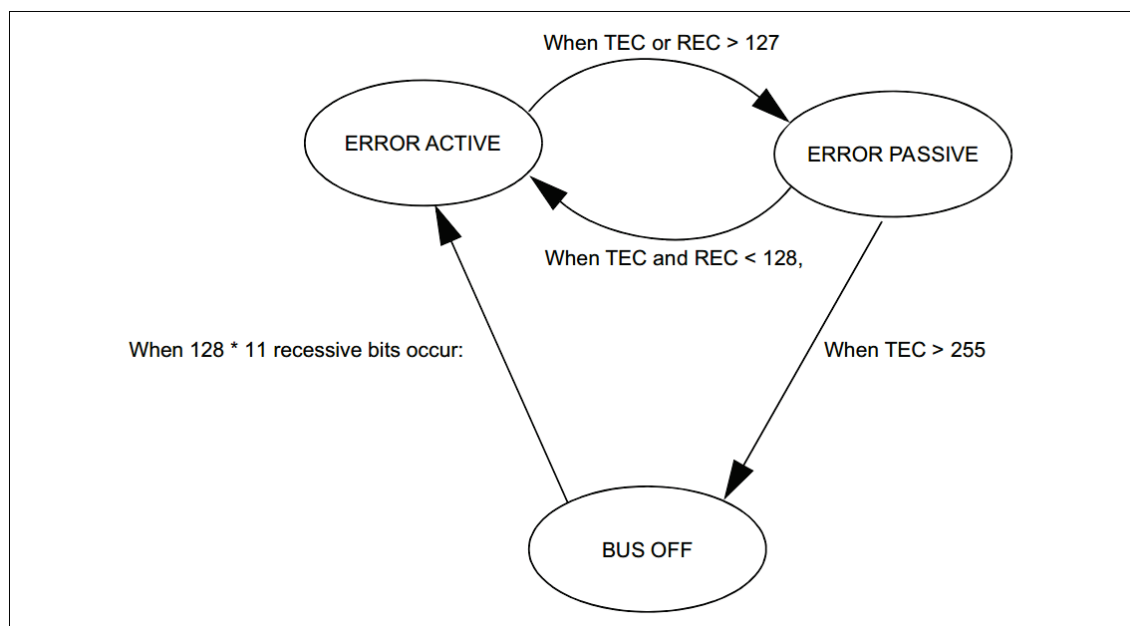 When TEC or REC > 127
ERROR ACTIVE
ERROR PASSIVE
When TEC and REC < 128,
When 128 * 11 recessive bits occur:
When TEC > 255
BUS OFF